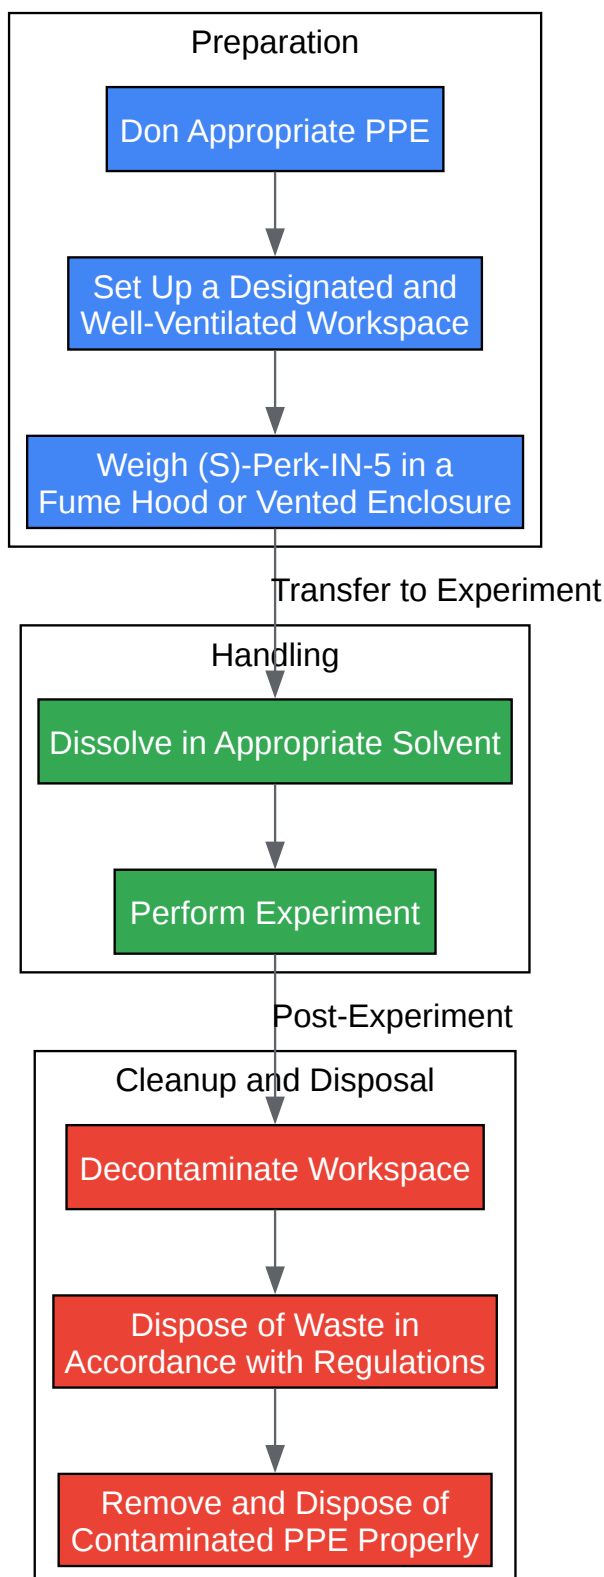 Preparation
Don Appropriate PPE
Set Up a Designated and
Well-Ventilated Workspace
Weigh (S)-Perk-IN-5 in a
Fume Hood or Vented Enclosure
Transfer to Experiment
Handling
Dissolve in Appropriate Solvent
Perform Experiment
Post-Experiment
Cleanup and Disposal
Decontaminate Workspace
Dispose of Waste in
Accordance with Regulations
Remove and Dispose of
Contaminated PPE Properly